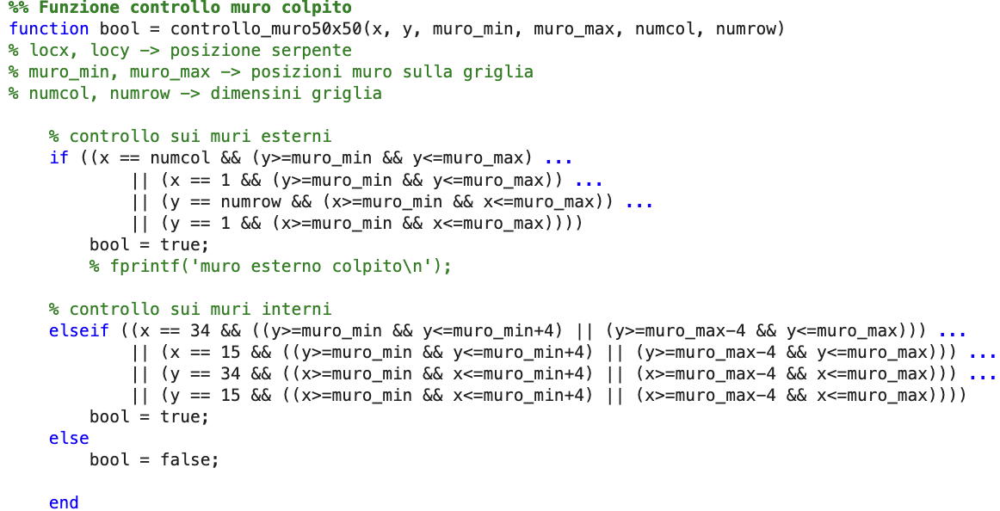 %% Funzione controllo muro colpito
function bool = controllo_muro50x50(x, y, muro_min, muro_max, numcol, numrow)
% locx, locy -> posizione serpente
% muro_min, muro_max -> posizioni muro sulla griglia
% numcol, numrow -> dimensini griglia
% controllo sui muri esterni
if ((x == numcol && (y>=muro_min && y<=muro_max) ...
|| (x == 1 && (y>=muro_min && y<=muro_max)) ...
|| (y == numrow && (x>=muro_min && x<=muro_max)) ...
|| (y == 1 && (x>=muro_min && x<=muro_max))))
bool = true;
% fprintf('muro esterno colpito\n');
% controllo sui muri interni
elseif ((x == 34 && ((y>=muro_min && y<=muro_min+4) || (y>=muro_max-4 && y<=muro_max))) ...
|| (x == 15 && ((y>=muro_min && y<=muro_min+4) || (y>=muro_max-4 && y<=muro_max))) ...
|| (y == 34 && ((x>=muro_min && x<=muro_min+4) || (x>=muro_max-4 && x<=muro_max))) ...
|| (y == 15 && ((x>=muro_min && x<=muro_min+4) || (x>=muro_max-4 && x<=muro_max))))
bool = true;
else
bool = false;
end